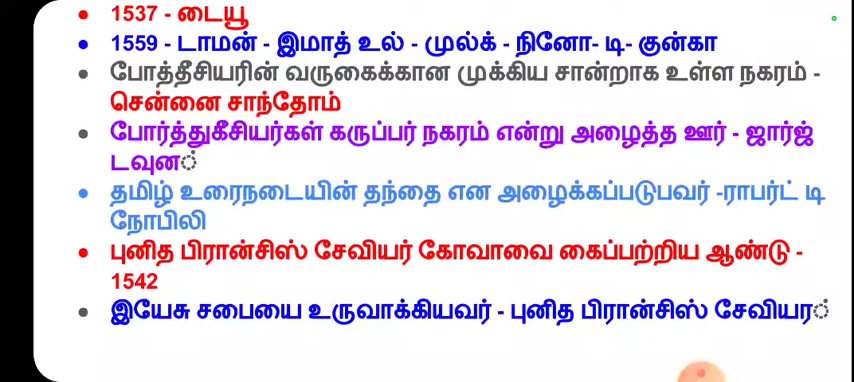 1537 - டையூ
1559 - டாமன் - இமாத் உல் - முல்க் - நினோ- டி- குன்கா
போத்தீசியரின் வருகைக்கான முக்கிய சான்றாக உள்ள நகரம் -
சென்னை சாந்தோம்
போர்த்துகீசியர்கள் கருப்பர் நகரம் என்று அழைத்த ஊர் - ஜார்ஜ்
டவுன்
தமிழ் உரைநடையின் தந்தை என அழைக்கப்படுபவர் -ராபர்ட் டி
நோபிலி
புனித பிரான்சிஸ் சேவியர் கோவாவை கைப்பற்றிய ஆண்டு -
1542
இயேசு சபையை உருவாக்கியவர் - புனித பிரான்சிஸ் சேவியர்